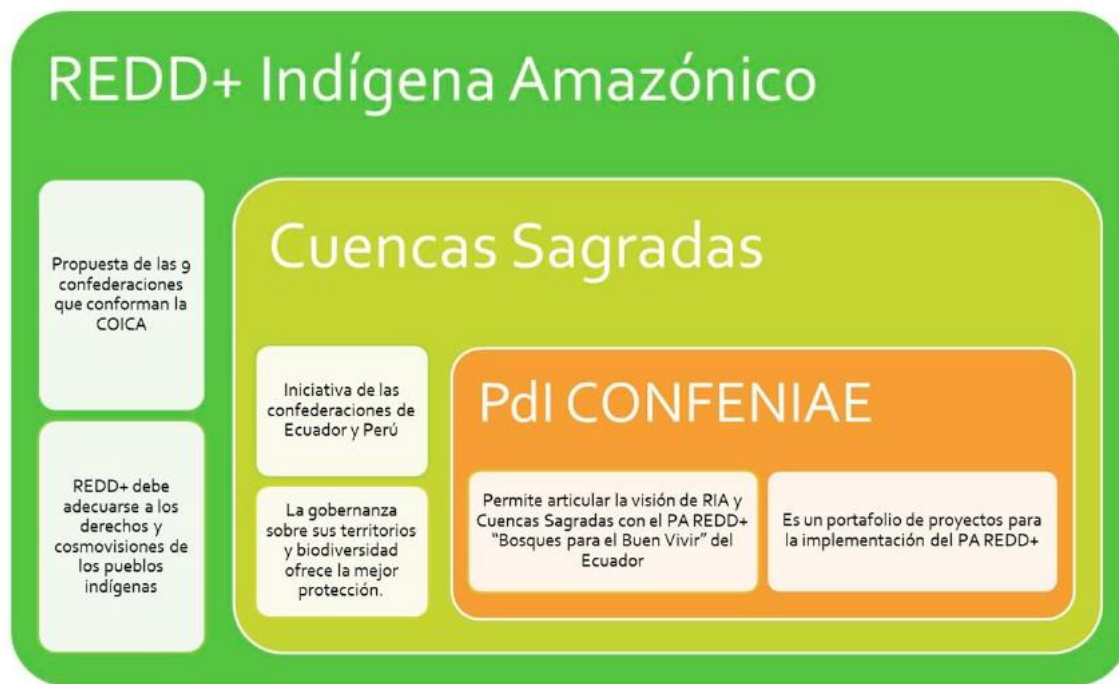 REDD+ Indígena Amazónico
Propuesta de las 9
confederaciones
que conforman la
COICA
REDD+ debe
adecuarse a los
derechos y
cosmovisiones de
los pueblos
indígenas
Cuencas Sagradas
Iniciativa de las
confederaciones de
Ecuador y Perú
La gobernanza
sobre sus territorios
y biodiversidad
ofrece la mejor
protección.
PdI CONFENIAE
Permite articular la visión de RIA y
Cuencas Sagradas con el PA REDD+
“Bosques para el Buen Vivir” del
Ecuador
Es un portafolio de proyectos para
la implementación del PA REDD+